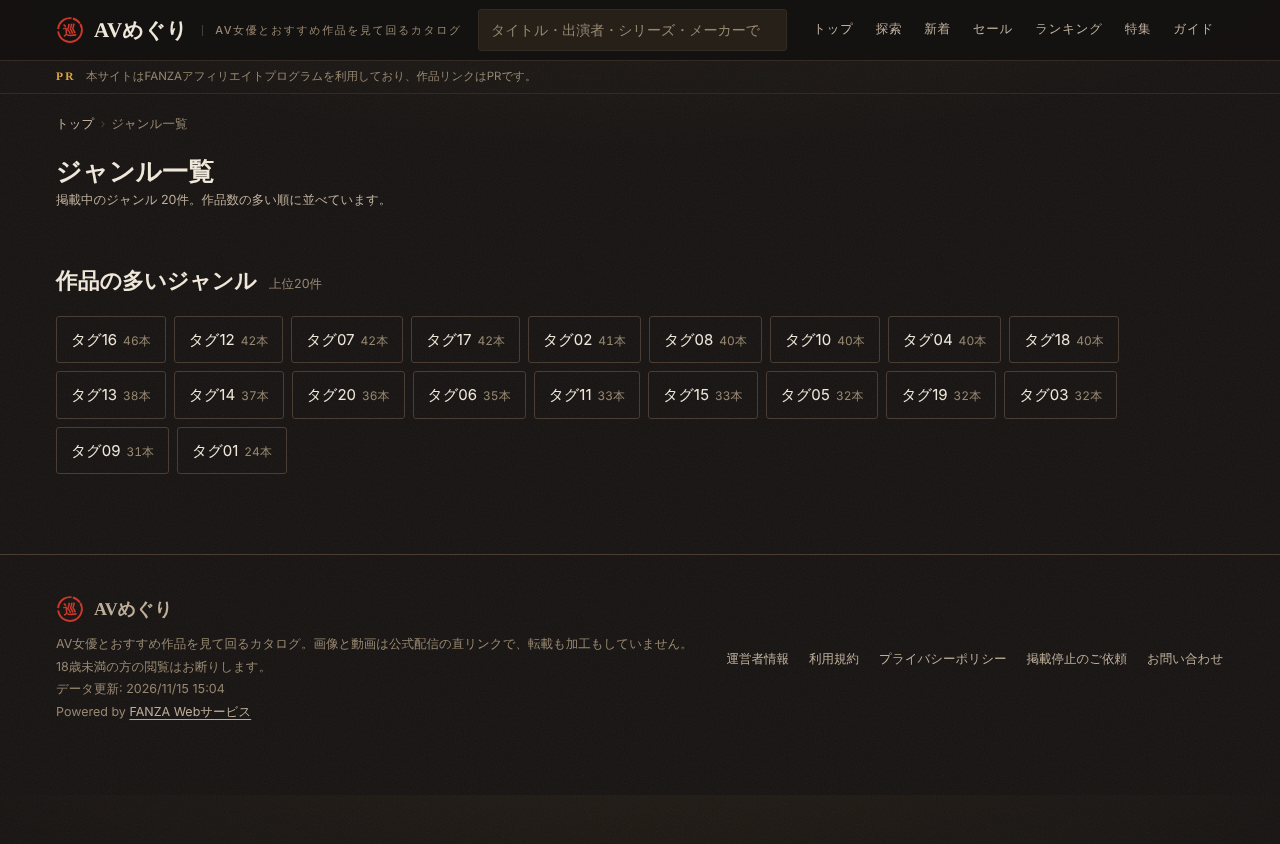 巡 AVめぐり AV女優とおすすめ作品を見て回るカタログ タイトル・出演者・シリーズ・メーカーで トップ 探索 新着 セール ランキング 特集 ガイド
PR 本サイトはFANZAアフィリエイトプログラムを利用しており、作品リンクはPRです。
トップ › ジャンル一覧
ジャンル一覧
掲載中のジャンル 20件。作品数の多い順に並べています。
作品の多いジャンル 上位20件
タグ16 46本 タグ12 42本 タグ07 42本 タグ17 42本 タグ02 41本 タグ08 40本 タグ10 40本 タグ04 40本 タグ18 40本
タグ13 38本 タグ14 37本 タグ20 36本 タグ06 35本 タグ11 33本 タグ15 33本 タグ05 32本 タグ19 32本 タグ03 32本
タグ09 31本 タグ01 24本
巡 AVめぐり
AV女優とおすすめ作品を見て回るカタログ。画像と動画は公式配信の直リンクで、転載も加工もしていません。
18歳未満の方の閲覧はお断りします。
データ更新: 2026/11/15 15:04
Powered by FANZA Webサービス
運営者情報 利用規約 プライバシーポリシー 掲載停止のご依頼 お問い合わせ